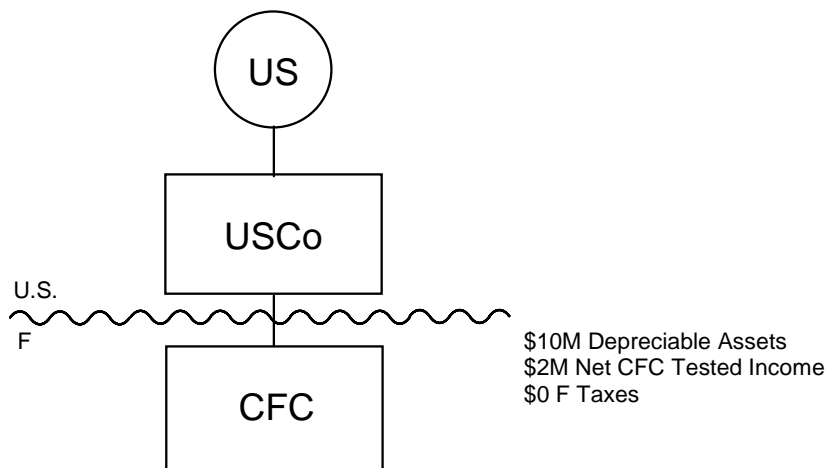 US
USCo
U.S.
F
$10M Depreciable Assets
$2M Net CFC Tested Income
$0 F Taxes
CFC